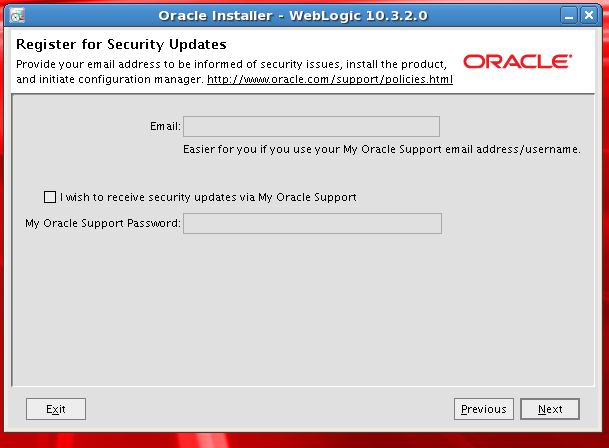 Oracle Installer - WebLogic 10.3.2.0
Register for Security Updates
Provide your email address to be informed of security issues, install the product,
and initiate configuration manager. http://www.oracle.com/support/policies.html
ORACLE
Email:
Easier for you if you use your My Oracle Support email address/username.
I wish to receive security updates via My Oracle Support
My Oracle Support Password:
Exit
Previous
Next